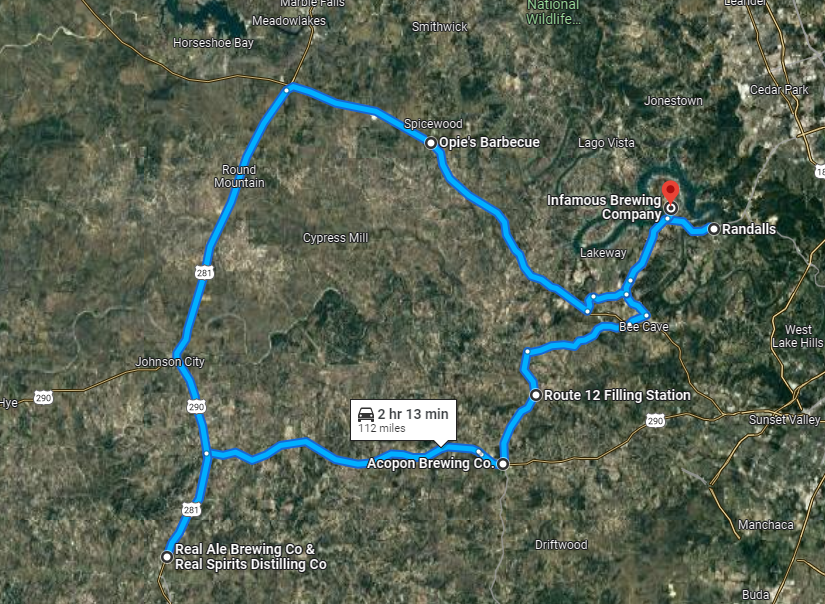 Marble Falls
Meadowlakes
Horseshoe Bay
Smithwick
National
Wildlife...
Leander
Cedar Park
Jonestown
Spicewood
Opie's Barbecue
Lago Vista
Round
Mountain
Infamous Brewing
Company
Randalls
Cypress Mill
Lakeway
281
Bee Cave
West
Lake Hills
Johnson City
Hye
290
290
Route 12 Filling Station
2 hr 13 min
112 miles
290
Sunset Valley
Acopon Brewing Co.
281
Manchaca
Driftwood
Real Ale Brewing Co &
Real Spirits Distilling Co
Buda